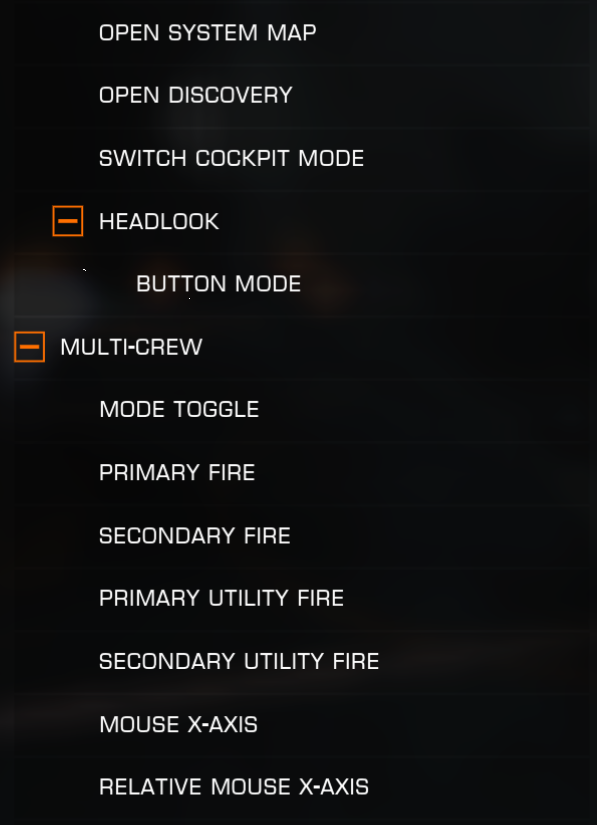 OPEN SYSTEM MAP
OPEN DISCOVERY
SWITCH COCKPIT MODE
HEADLOOK
BUTTON MODE
MULTI-CREW
MODE TOGGLE
PRIMARY FIRE
SECONDARY FIRE
PRIMARY UTILITY FIRE
SECONDARY UTILITY FIRE
MOUSE X-AXIS
RELATIVE MOUSE X-AXIS